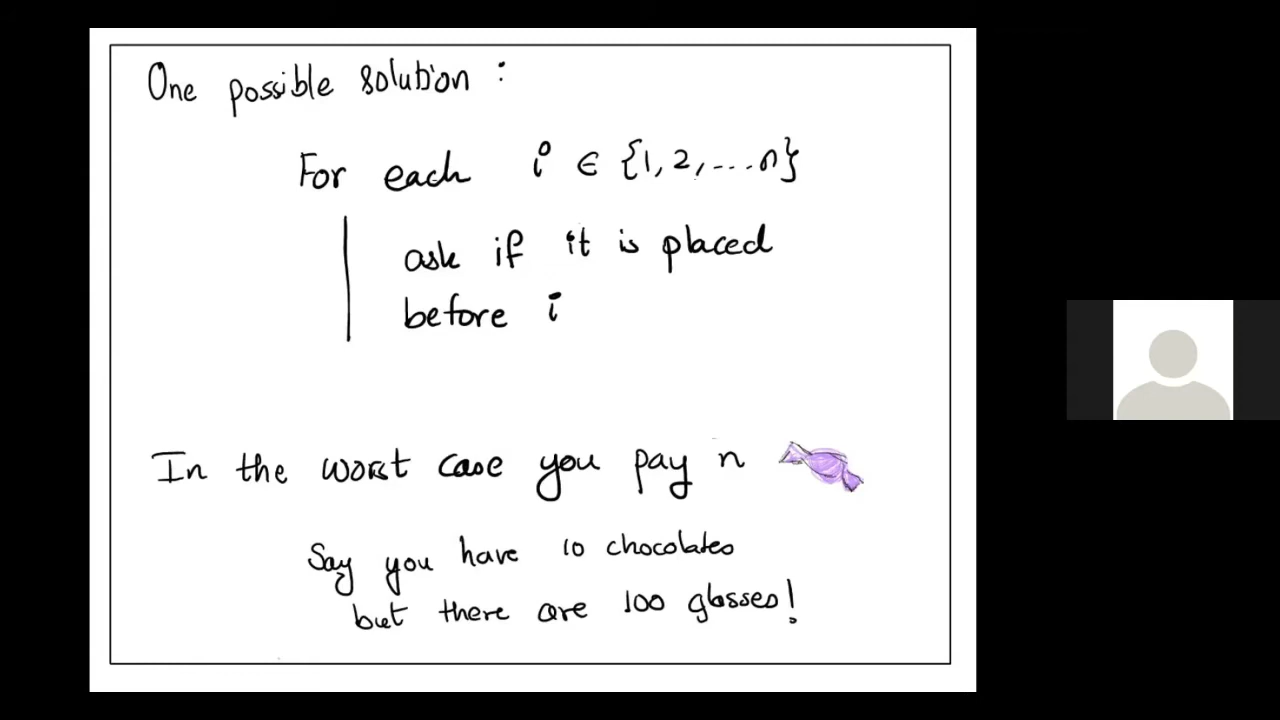 One possible solution :
For each i ∈ {1, 2, ... n}
ask if it is placed
before i
In the worst case you pay n
Say you have 10 chocolates
but there are 100 glasses!